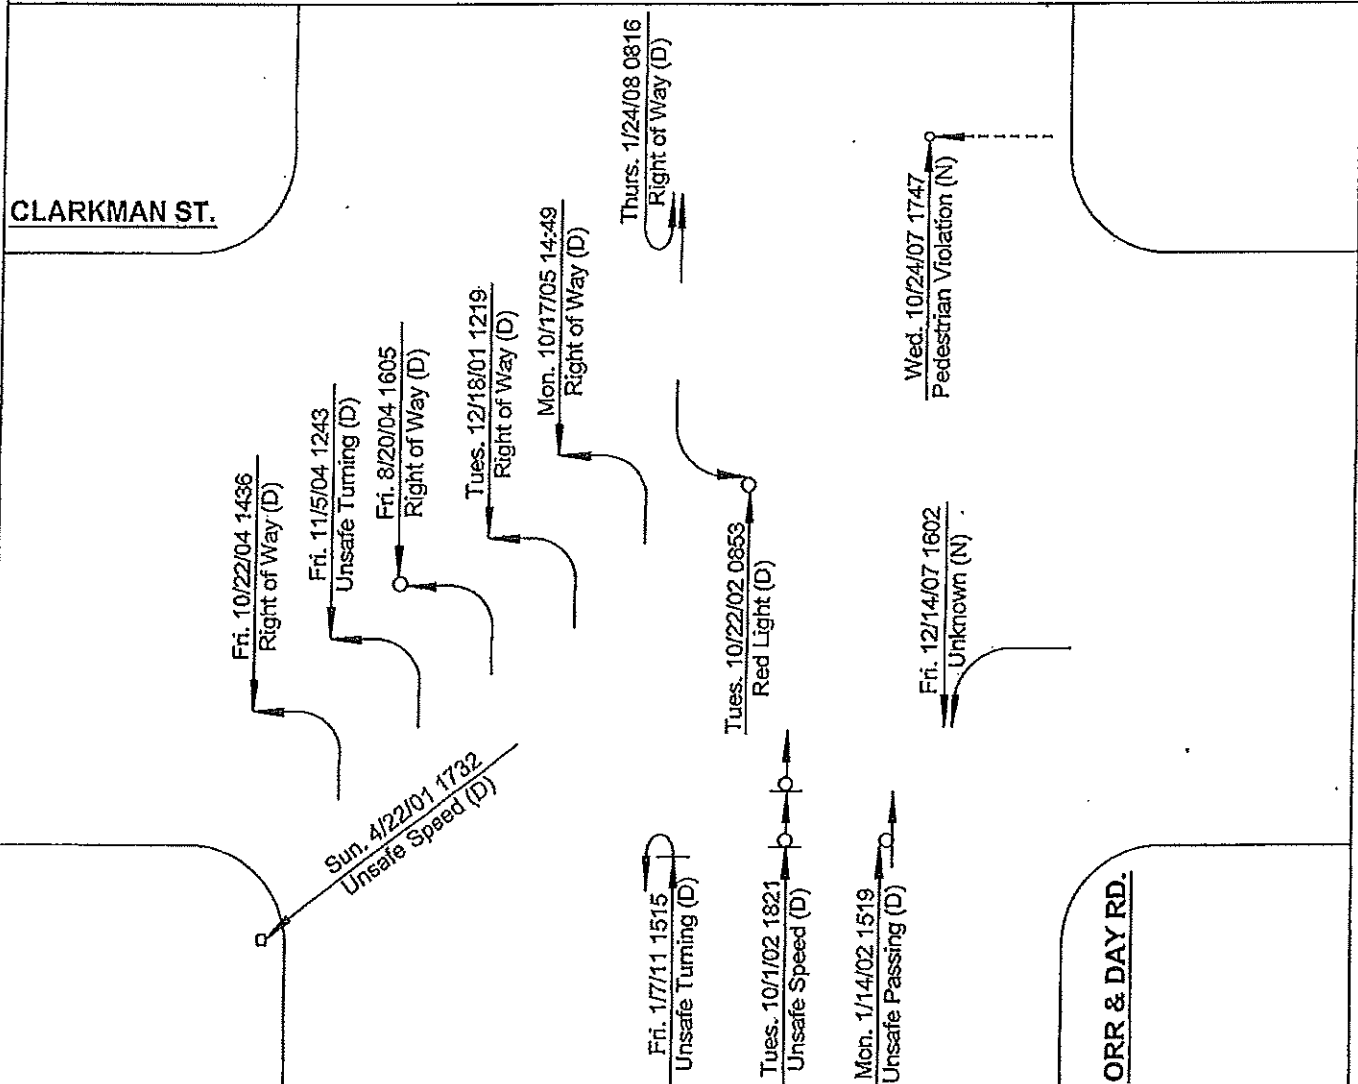 CLARKMAN ST.
Thurs. 1/24/08 0816
Right of Way (D)
Wed. 10/24/07 1747
Pedestrian Violation (N)
Mon. 10/17/05 14:49
Right of Way (D)
Tues. 12/18/01 1219
Right of Way (D)
Fri. 8/20/04 1605
Right of Way (D)
Fri. 11/5/04 1243
Unsafe Turning (D)
Fri. 10/22/04 1436
Right of Way (D)
Tues. 10/22/02 0853
Red Light (D)
Fri. 12/14/07 1602
Unknown (N)
Sun. 4/22/01 1732
Unsafe Speed (D)
Fri. 1/7/11 1515
Unsafe Turning (D)
Tues. 10/1/02 1821
Unsafe Speed (D)
Mon. 1/14/02 1519
Unsafe Passing (D)
ORR & DAY RD.